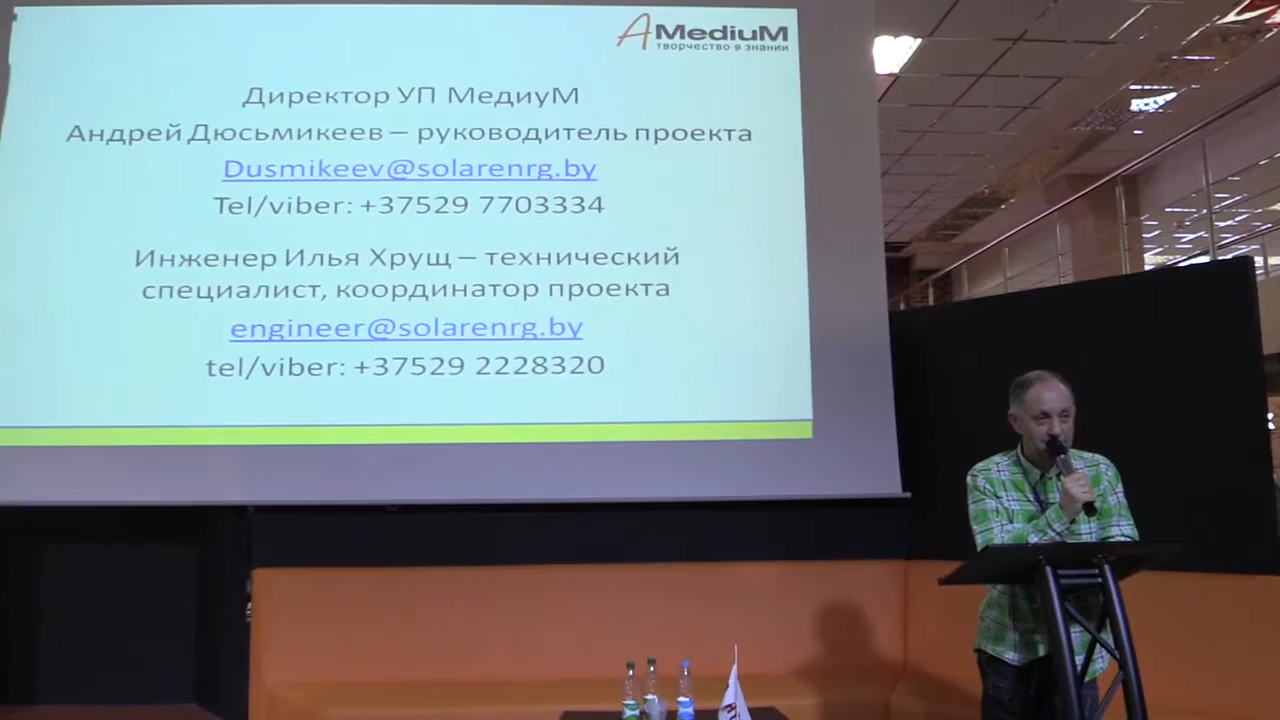 A MediuM
творчество в знании
Директор УП МедиуМ
Андрей Дюсьмикеев – руководитель проекта
Dusmikeev@solarenrg.by
Tel/viber: +37529 7703334
Инженер Илья Хрущ – технический
специалист, координатор проекта
engineer@solarenrg.by
tel/viber: +37529 2228320